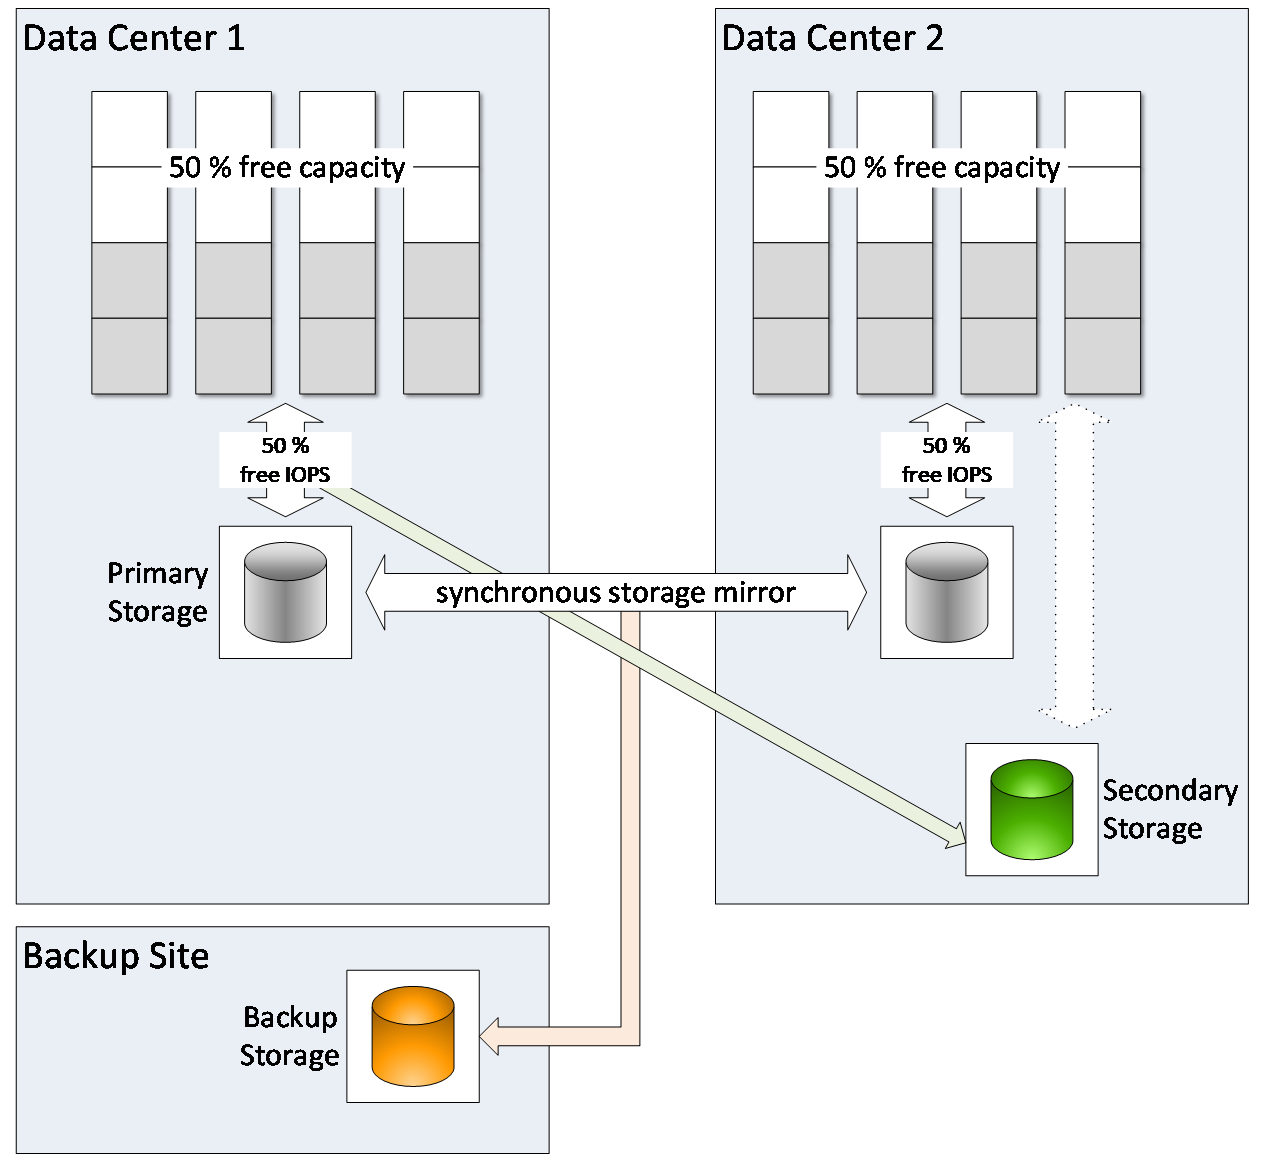 Data Center 1
Data Center 2
50 % free capacity
50 % free capacity
50 %
free IOPS
50 %
free IOPS
Primary
Storage
synchronous storage mirror
Secondary
Storage
Backup Site
Backup
Storage